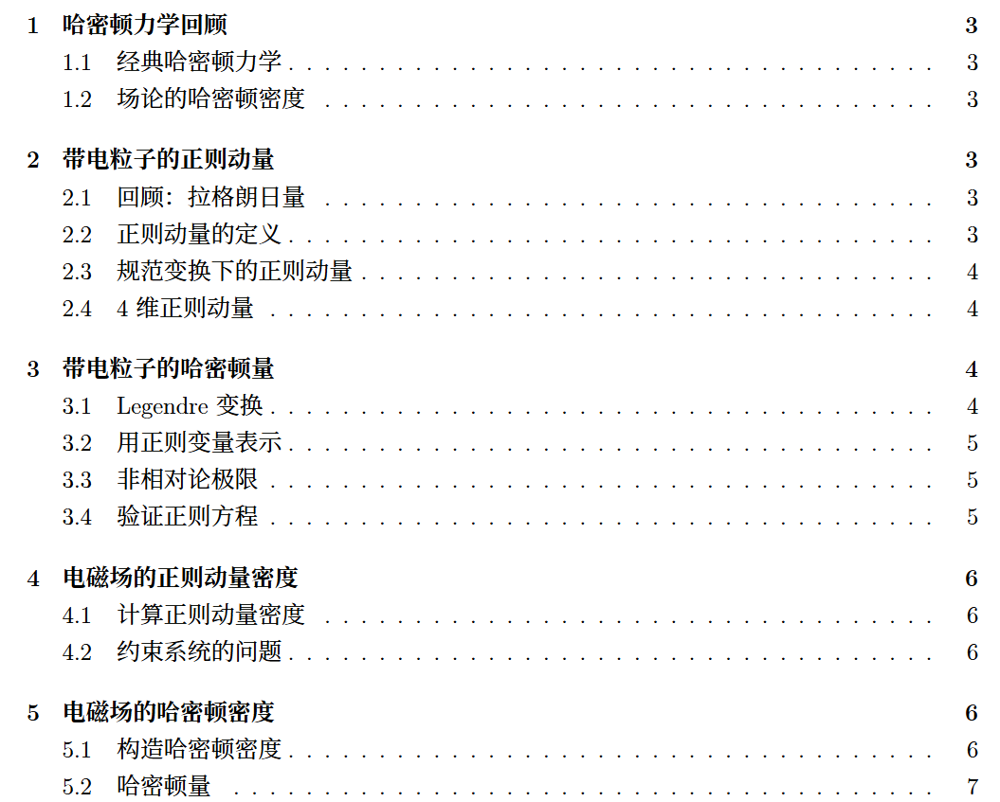 1 哈密顿力学回顾 3
1.1 经典哈密顿力学 . . . . . . . . . . . . . . . . . . . . . . . . . . . . . . . . . . . . 3
1.2 场论的哈密顿密度 . . . . . . . . . . . . . . . . . . . . . . . . . . . . . . . . . . 3
2 带电粒子的正则动量 3
2.1 回顾：拉格朗日量 . . . . . . . . . . . . . . . . . . . . . . . . . . . . . . . . . . 3
2.2 正则动量的定义 . . . . . . . . . . . . . . . . . . . . . . . . . . . . . . . . . . . . 3
2.3 规范变换下的正则动量 . . . . . . . . . . . . . . . . . . . . . . . . . . . . . . . . 4
2.4 4 维正则动量 . . . . . . . . . . . . . . . . . . . . . . . . . . . . . . . . . . . . . 4
3 带电粒子的哈密顿量 4
3.1 Legendre 变换 . . . . . . . . . . . . . . . . . . . . . . . . . . . . . . . . . . . . . 4
3.2 用正则变量表示 . . . . . . . . . . . . . . . . . . . . . . . . . . . . . . . . . . . . 5
3.3 非相对论极限 . . . . . . . . . . . . . . . . . . . . . . . . . . . . . . . . . . . . . 5
3.4 验证正则方程 . . . . . . . . . . . . . . . . . . . . . . . . . . . . . . . . . . . . . 5
4 电磁场的正则动量密度 6
4.1 计算正则动量密度 . . . . . . . . . . . . . . . . . . . . . . . . . . . . . . . . . . 6
4.2 约束系统的问题 . . . . . . . . . . . . . . . . . . . . . . . . . . . . . . . . . . . . 6
5 电磁场的哈密顿密度 6
5.1 构造哈密顿密度 . . . . . . . . . . . . . . . . . . . . . . . . . . . . . . . . . . . . 6
5.2 哈密顿量 . . . . . . . . . . . . . . . . . . . . . . . . . . . . . . . . . . . . . . . 7